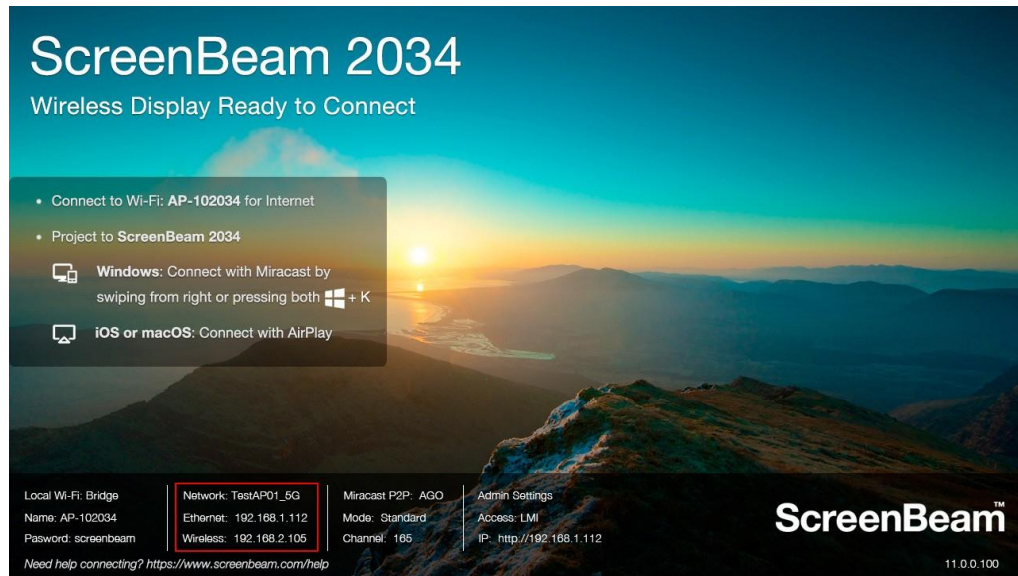 ScreenBeam 2034
Wireless Display Ready to Connect
• Connect to Wi-Fi: AP-102034 for Internet
• Project to ScreenBeam 2034
Windows: Connect with Miracast by
swiping from right or pressing both + K
iOS or macOS: Connect with AirPlay
Local Wi-Fi: Bridge
Name: AP-102034
Pasword: screenbeam
Network: TestAP01_5G
Ethernet: 192.168.1.112
Wireless: 192.168.2.105
Miracast P2P: AGO
Mode: Standard
Channel: 165
Admin Settings
Access: LMI
IP: http://192.168.1.112
Need help connecting? https://www.screenbeam.com/help
ScreenBeam™
11.0.0.100